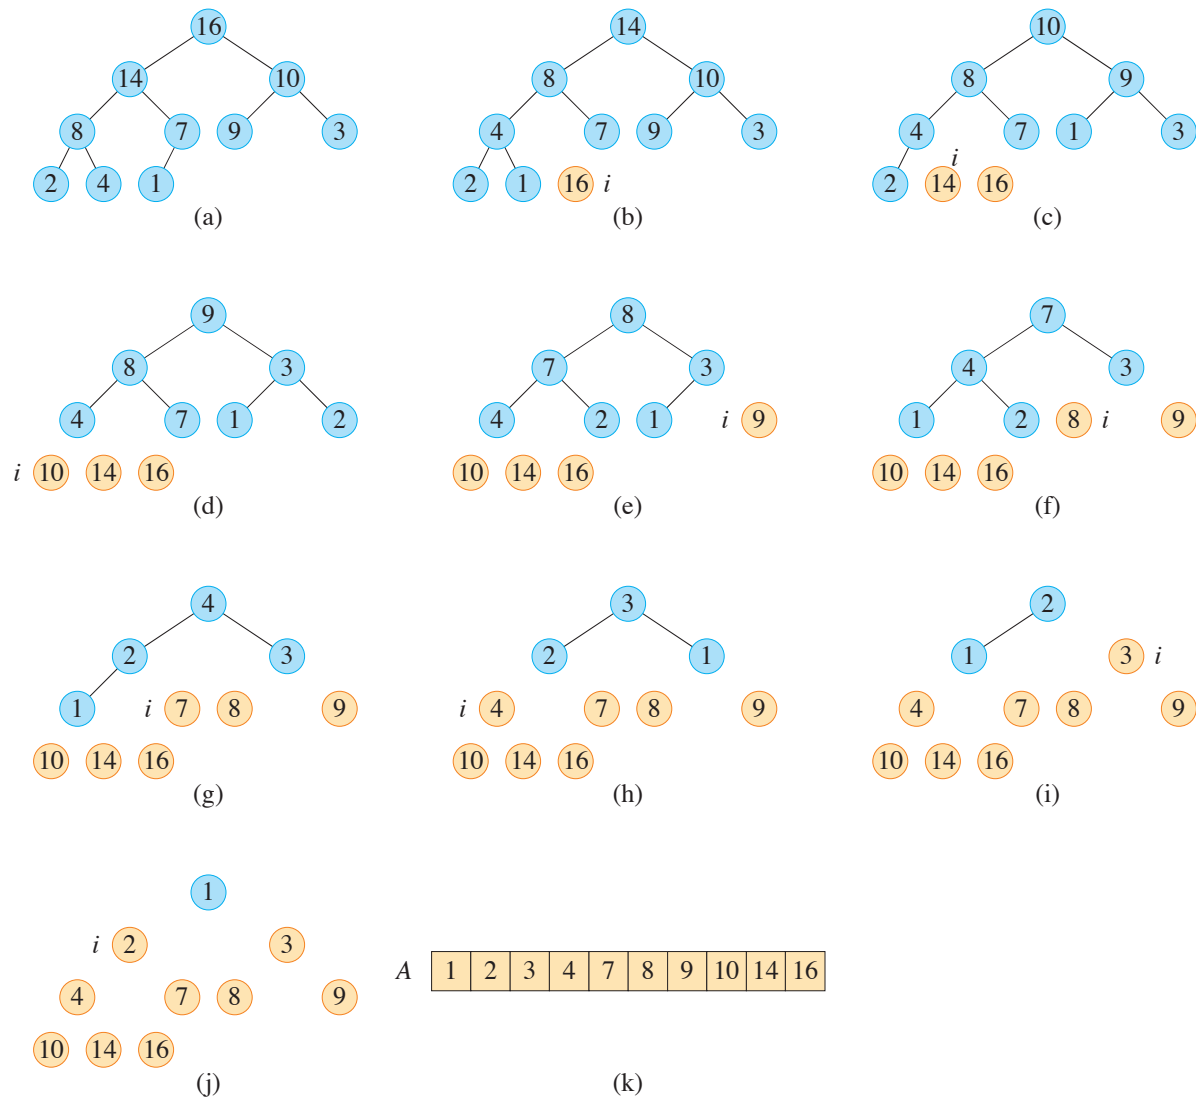 16 14 10
14 10 8 10 8 9
8 7 9 3 4 7 9 3 4 7 1 3
i
2 4 1 2 1 16 i 2 14 16
(a) (b) (c)
9 8 7
8 3 7 3 4 3
4 7 1 2 4 2 1 i 9 1 2 8 i 9
i 10 14 16 10 14 16 10 14 16
(d) (e) (f)
4 3 2
2 3 2 1 1 3 i
1 i 7 8 9 i 4 7 8 9 4 7 8 9
10 14 16 10 14 16 10 14 16
(g) (h) (i)
1
i 2 3
A 1 2 3 4 7 8 9 10 14 16
4 7 8 9
10 14 16
(j) (k)